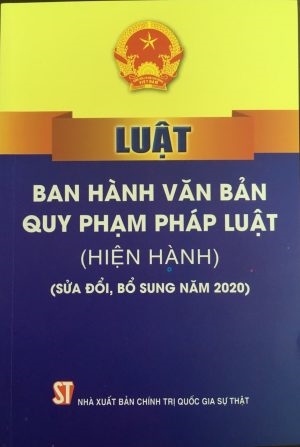 LUẬT
BAN HÀNH VĂN BẢN
QUY PHẠM PHÁP LUẬT
(HIỆN HÀNH)
(SỬA ĐỔI, BỔ SUNG NĂM 2020)
ST NHÀ XUẤT BẢN CHÍNH TRỊ QUỐC GIA SỰ THẬT